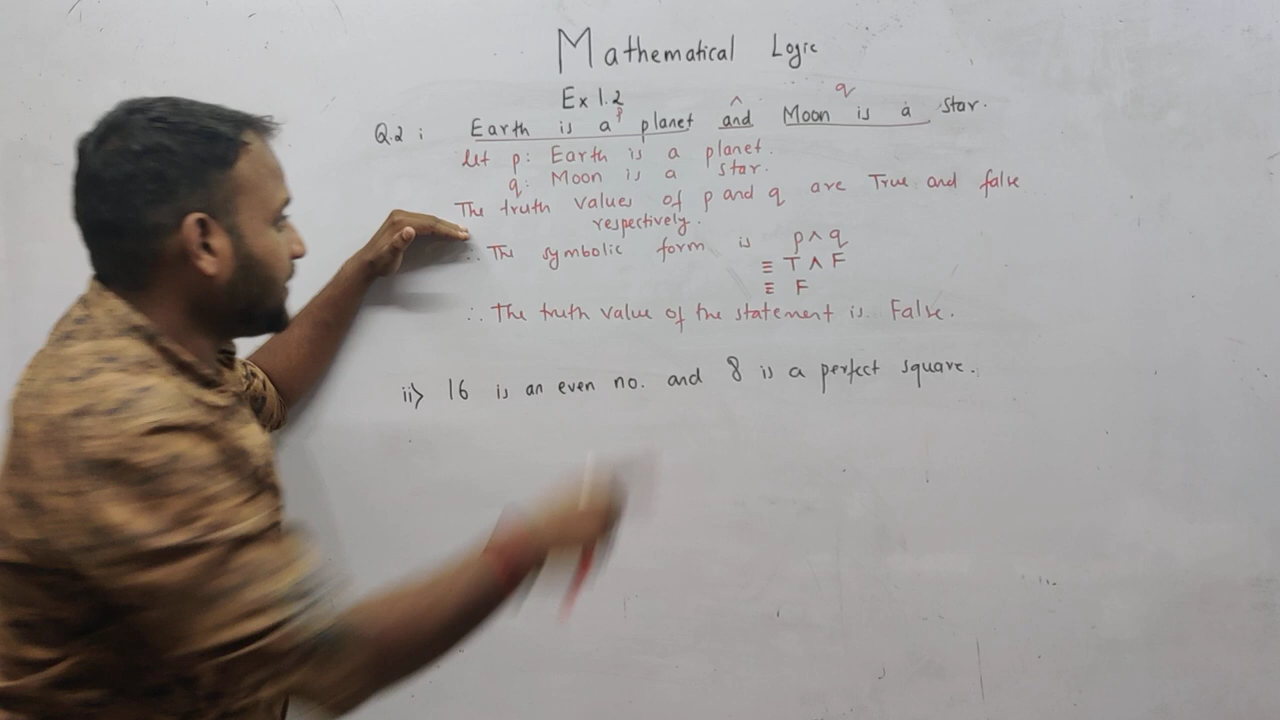 Mathematical Logic
Ex 1.2
p ∧ q
Q.2 i Earth is a planet and Moon is a star.
Let p: Earth is a planet.
q: Moon is a star.
The truth values of p and q are True and false
respectively.
∴ The symbolic form is p ∧ q
≡ T ∧ F
≡ F
∴ The truth value of the statement is False.
ii> 16 is an even no. and 8 is a perfect square.